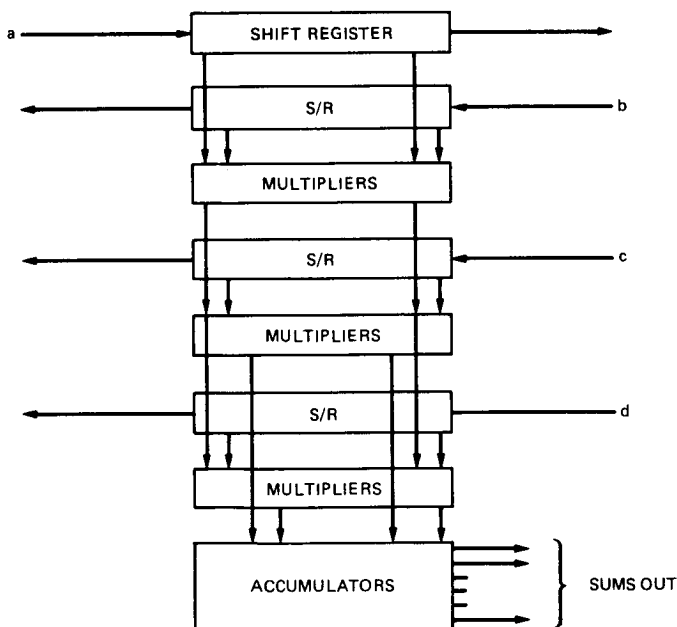 a
SHIFT REGISTER
S/R
b
MULTIPLIERS
S/R
c
MULTIPLIERS
S/R
d
MULTIPLIERS
ACCUMULATORS
SUMS OUT